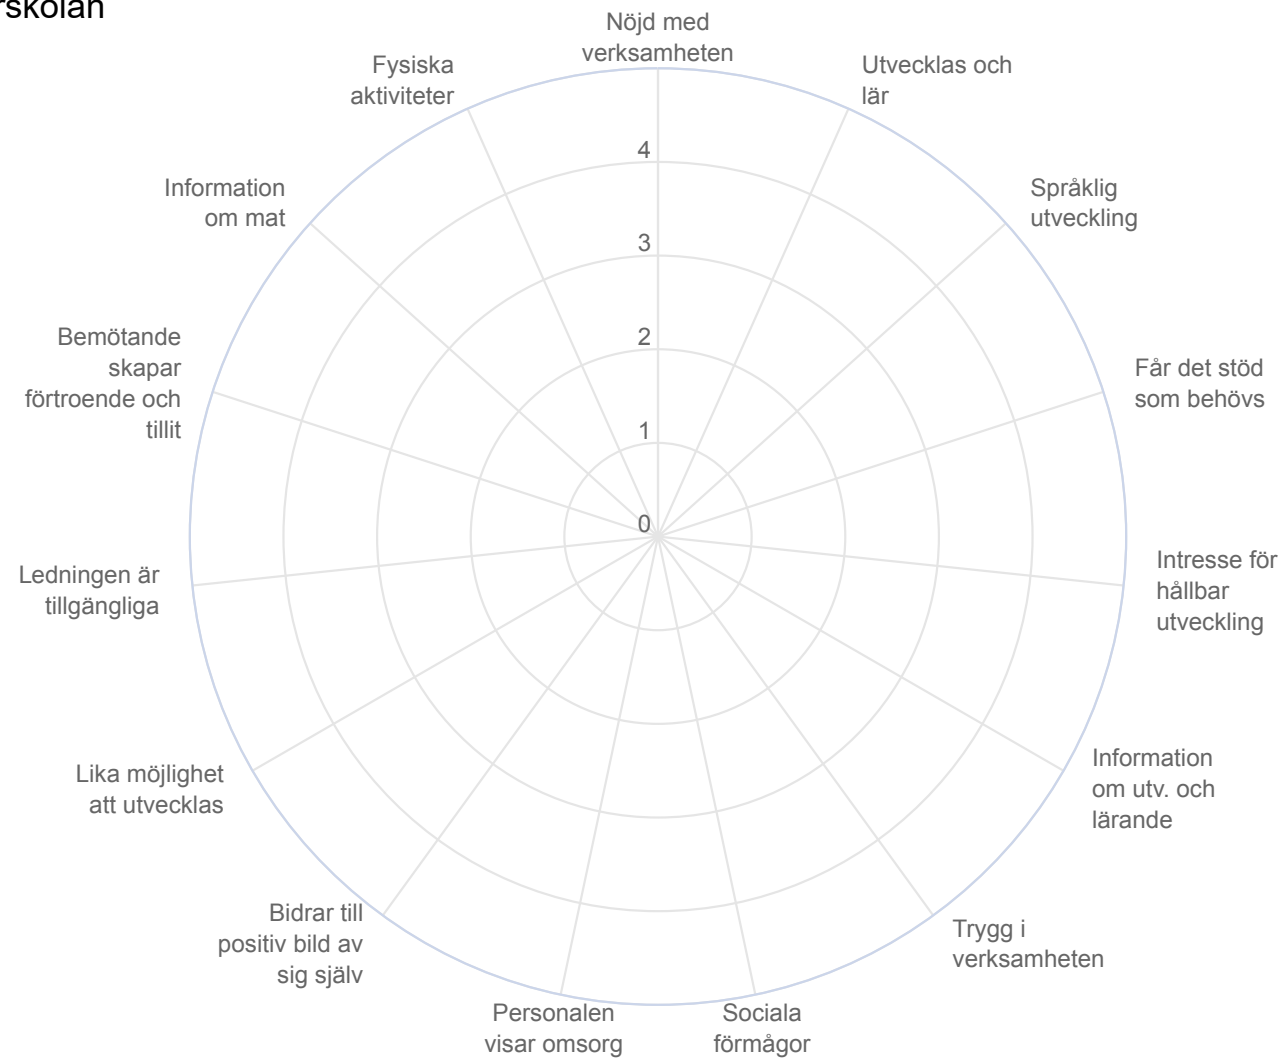 rskolan
Nöjd med
verksamheten
Utvecklas och
lär
Språklig
utveckling
Får det stöd
som behövs
Intresse för
hållbar
utveckling
Information
om utv. och
lärande
Trygg i
verksamheten
Sociala
förmågor
Personalen
visar omsorg
Bidrar till
positiv bild av
sig själv
Lika möjlighet
att utvecklas
Ledningen är
tillgängliga
Bemötande
skapar
förtroende och
tillit
Information
om mat
Fysiska
aktiviteter
4
3
2
1
0